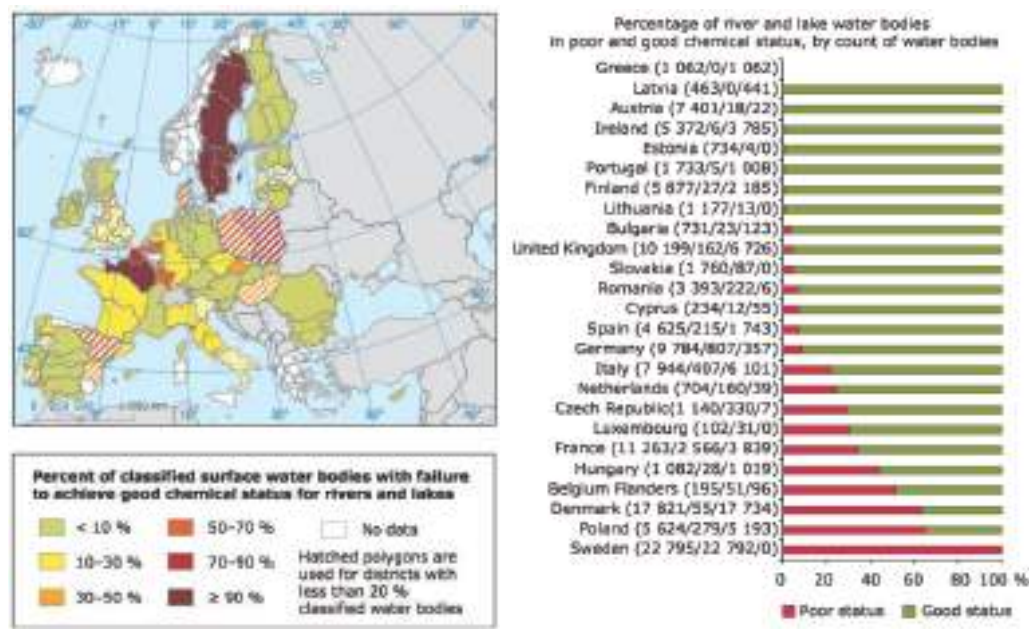 Percent of classified surface water bodies with failure
to achieve good chemical status for rivers and lakes
< 10 %
10–30 %
30–50 %
50–70 %
70–90 %
≥ 90 %
No data
Hatched polygons are
used for districts with
less than 20 %
classified water bodies
Percentage of river and lake water bodies
in poor and good chemical status, by count of water bodies
Greece (1 062/0/1 062)
Latvia (463/0/441)
Austria (7 401/18/22)
Ireland (5 372/6/3 785)
Estonia (734/4/0)
Portugal (1 733/5/1 008)
Finland (5 877/27/2 185)
Lithuania (1 177/13/0)
Bulgaria (731/23/123)
United Kingdom (10 199/162/6 726)
Slovakia (1 760/87/0)
Romania (3 393/222/6)
Cyprus (234/12/55)
Spain (4 625/215/1 743)
Germany (9 784/807/357)
Italy (7 944/407/6 101)
Netherlands (704/160/39)
Czech Republic(1 140/330/7)
Luxembourg (102/31/0)
France (11 263/2 566/3 839)
Hungary (1 082/28/1 019)
Belgium Flanders (195/51/96)
Denmark (17 821/55/17 734)
Poland (5 624/279/5 193)
Sweden (22 795/22 792/0)
0 20 40 60 80 100 %
Poor status Good status